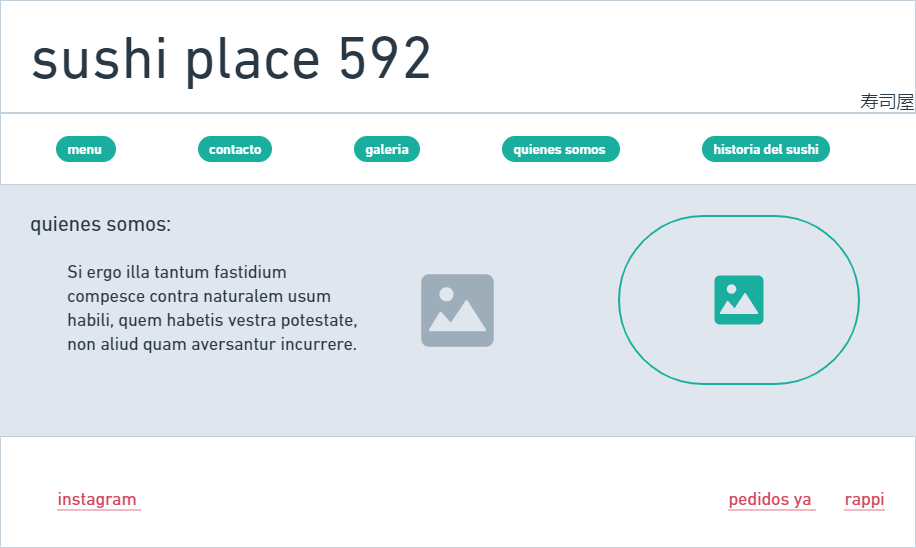 sushi place 592
寿司屋
menu
contacto
galeria
quienes somos
historia del sushi
quienes somos:
Si ergo illa tantum fastidium
compesce contra naturalem usum
habili, quem habetis vestra potestate,
non aliud quam aversantur incurrere.
instagram
pedidos ya
rappi